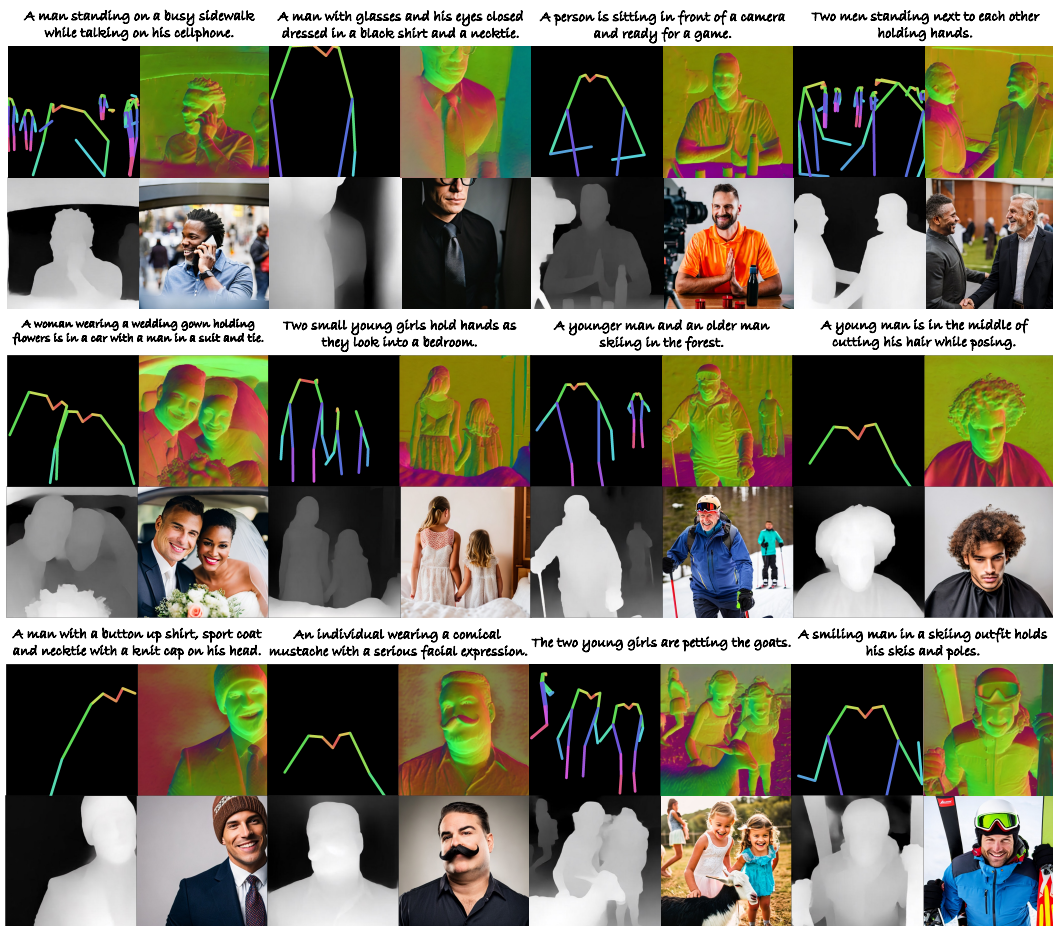 A man standing on a busy sidewalk
while talking on his cellphone.
A man with glasses and his eyes closed
dressed in a black shirt and a necktie.
A person is sitting in front of a camera
and ready for a game.
Two men standing next to each other
holding hands.
A woman wearing a wedding gown holding
flowers is in a car with a man in a suit and tie.
Two small young girls hold hands as
they look into a bedroom.
A younger man and an older man
skiing in the forest.
A young man is in the middle of
cutting his hair while posing.
A man with a button up shirt, sport coat
and necktie with a knit cap on his head.
An individual wearing a comical
mustache with a serious facial expression.
The two young girls are petting the goats.
A smiling man in a skiing outfit holds
his skis and poles.